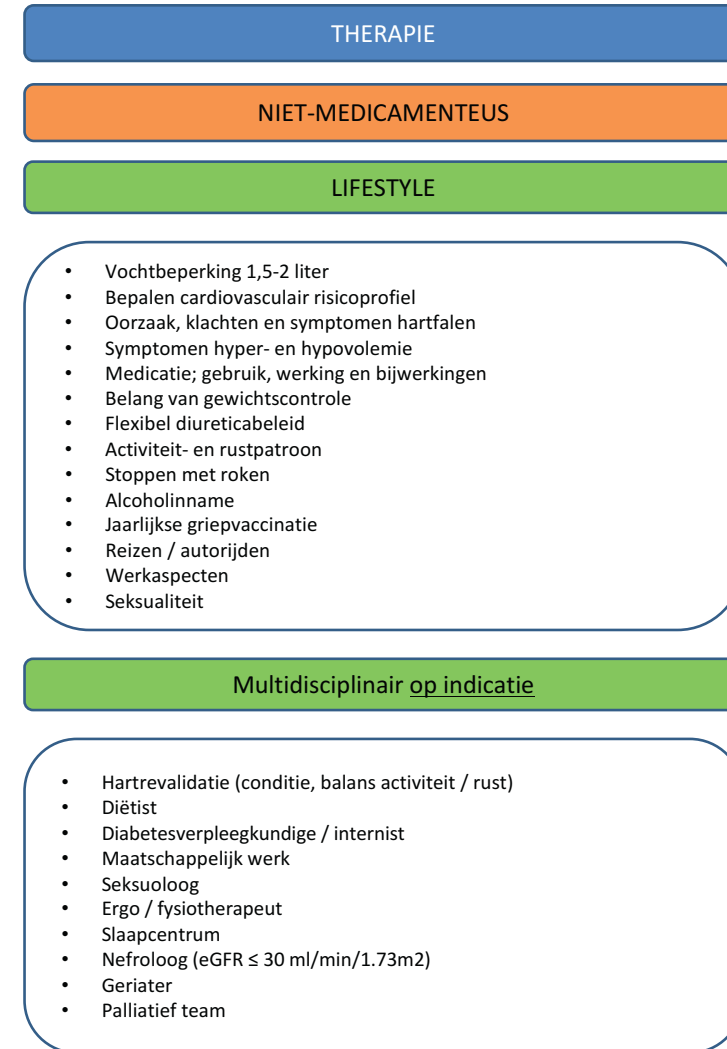 THERAPIE
NIET-MEDICAMENTEUS
LIFESTYLE
• Vochtbeperking 1,5-2 liter
• Bepalen cardiovasculair risicoprofiel
• Oorzaak, klachten en symptomen hartfalen
• Symptomen hyper- en hypovolemie
• Medicatie; gebruik, werking en bijwerkingen
• Belang van gewichtscontrole
• Flexibel diureticabeleid
• Activiteit- en rustpatroon
• Stoppen met roken
• Alcoholinname
• Jaarlijkse griepvaccinatie
• Reizen / autorijden
• Werkaspecten
• Seksualiteit
Multidisciplinair op indicatie
• Hartrevalidatie (conditie, balans activiteit / rust)
• Diëtist
• Diabetesverpleegkundige / internist
• Maatschappelijk werk
• Seksuoloog
• Ergo / fysiotherapeut
• Slaapcentrum
• Nefroloog (eGFR ≤ 30 ml/min/1.73m2)
• Geriater
• Palliatief team